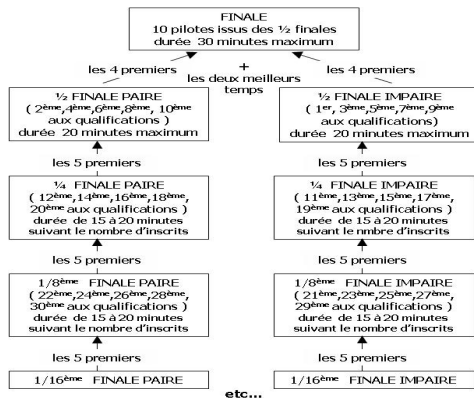 FINALE
10 pilotes issus des ½ finales
durée 30 minutes maximum
les 4 premiers
+
les deux meilleurs
temps
les 4 premiers
½ FINALE PAIRE
( 2ème,4ème,6ème,8ème, 10ème
aux qualifications )
durée 20 minutes maximum
½ FINALE IMPAIRE
( 1er, 3ème,5ème,7ème,9ème
aux qualifications)
durée 20 minutes maximum
les 5 premiers
les 5 premiers
¼ FINALE PAIRE
( 12ème,14ème,16ème,18ème,
20ème aux qualifications )
durée de 15 à 20 minutes
suivant le nombre d'inscrits
¼ FINALE IMPAIRE
( 11ème,13ème,15ème,17ème,
19ème aux qualifications )
durée de 15 à 20 minutes
suivant le nmbre d'inscrits
les 5 premiers
les 5 premiers
1/8ème FINALE PAIRE
( 22ème,24ème,26ème,28ème,
30ème aux qualifications )
durée de 15 à 20 minutes
suivant le nombre d'inscrits
1/8ème FINALE IMPAIRE
( 21ème,23ème,25ème,27ème,
29ème aux qualifications )
durée de 15 à 20 minutes
suivant le nombre d'inscrits
les 5 premiers
les 5 premiers
1/16ème FINALE PAIRE
1/16ème FINALE IMPAIRE
etc...